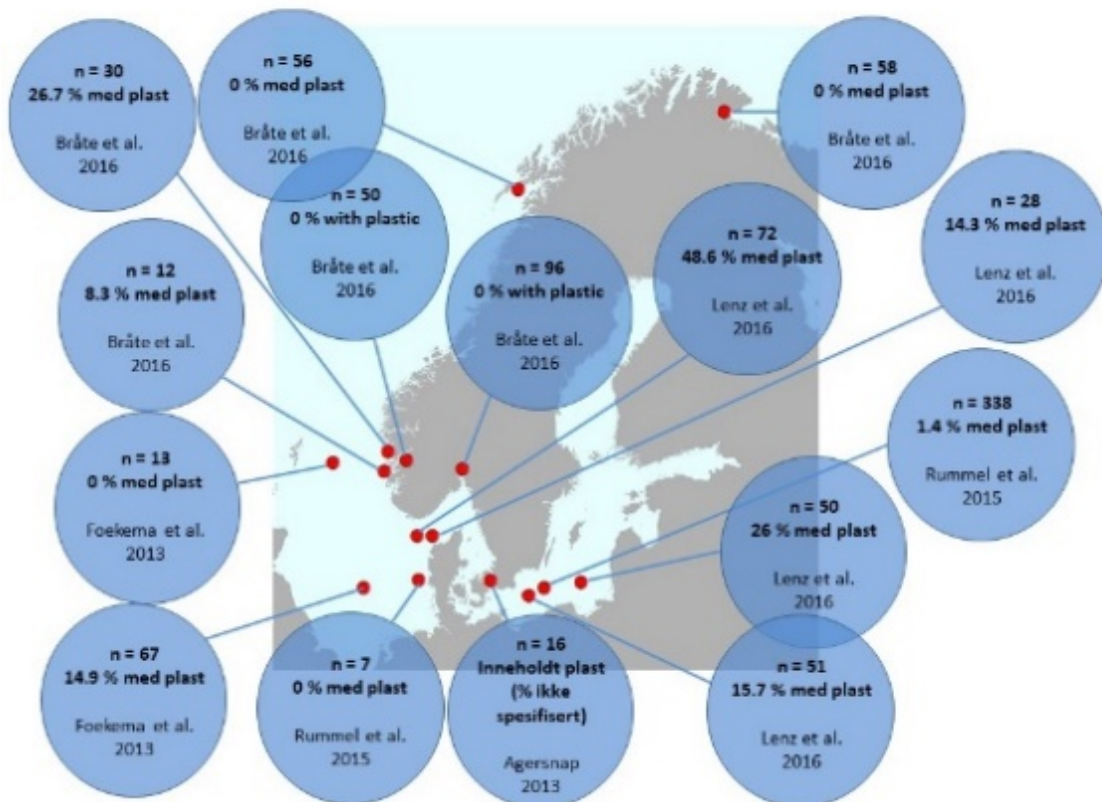 n = 30
26.7 % med plast
Bråte et al.
2016
n = 56
0 % med plast
Bråte et al.
2016
n = 58
0 % med plast
Bråte et al.
2016
n = 50
0 % with plastic
Bråte et al.
2016
n = 72
48.6 % med plast
Lenz et al.
2016
n = 28
14.3 % med plast
Lenz et al.
2016
n = 12
8.3 % med plast
Bråte et al.
2016
n = 96
0 % with plastic
Bråte et al.
2016
n = 338
1.4 % med plast
Rummel et al.
2015
n = 13
0 % med plast
Foekema et al.
2013
n = 50
26 % med plast
Lenz et al.
2016
n = 67
14.9 % med plast
Foekema et al.
2013
n = 7
0 % med plast
Rummel et al.
2015
n = 16
Inneholdt plast
(% ikke
spesifisert)
Agersnap
2013
n = 51
15.7 % med plast
Lenz et al.
2016